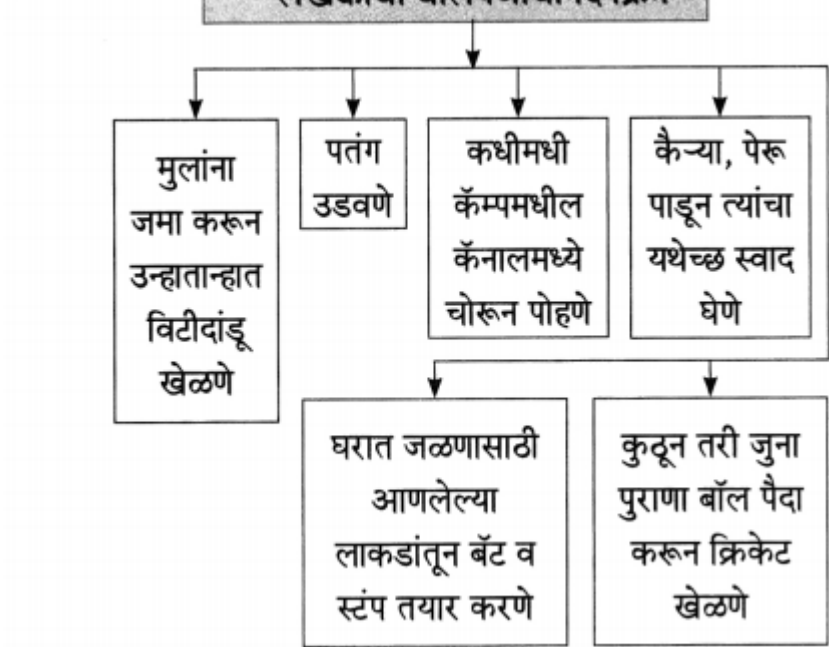 मुलांना
जमा करून
उन्हातान्हात
विटीदांडू
खेळणे
पतंग
उडवणे
कधीमधी
कॅम्पमधील
कॅनालमध्ये
चोरून पोहणे
कैऱ्या, पेरू
पाडून त्यांचा
यथेच्छ स्वाद
घेणे
घरात जळणासाठी
आणलेल्या
लाकडांतून बॅट व
स्टंप तयार करणे
कुठून तरी जुना
पुराणा बॉल पैदा
करून क्रिकेट
खेळणे